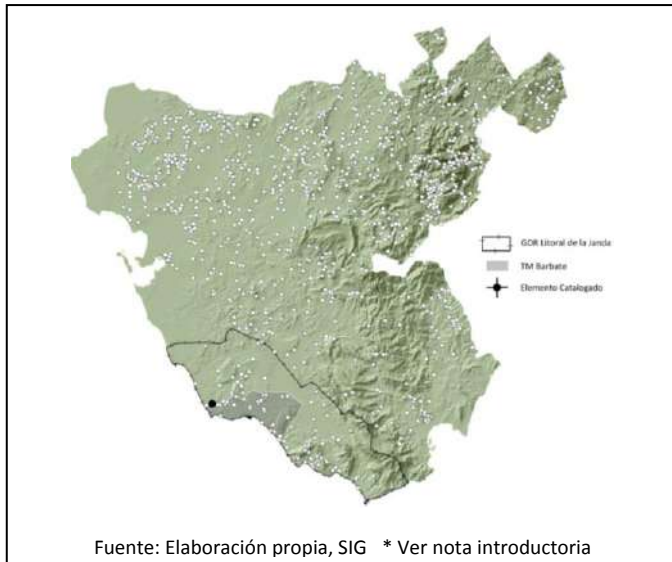 GDR Litoral de la Janda
TM Barbate
Elemento Catalogado
Fuente: Elaboración propia, SIG * Ver nota introductoria